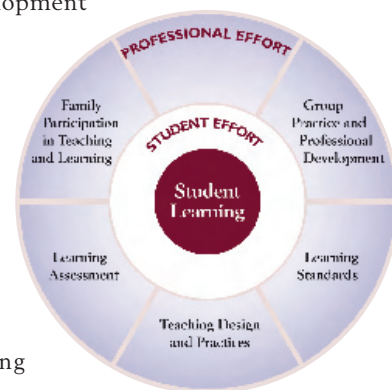 lopment
PROFESSIONAL EFFORT
Family
Participation
in Teaching
and Learning
Group
Practice and
Professional
Development
STUDENT EFFORT
Student
Learning
Learning
Assessment
Learning
Standards
Teaching Design
and Practices
ng